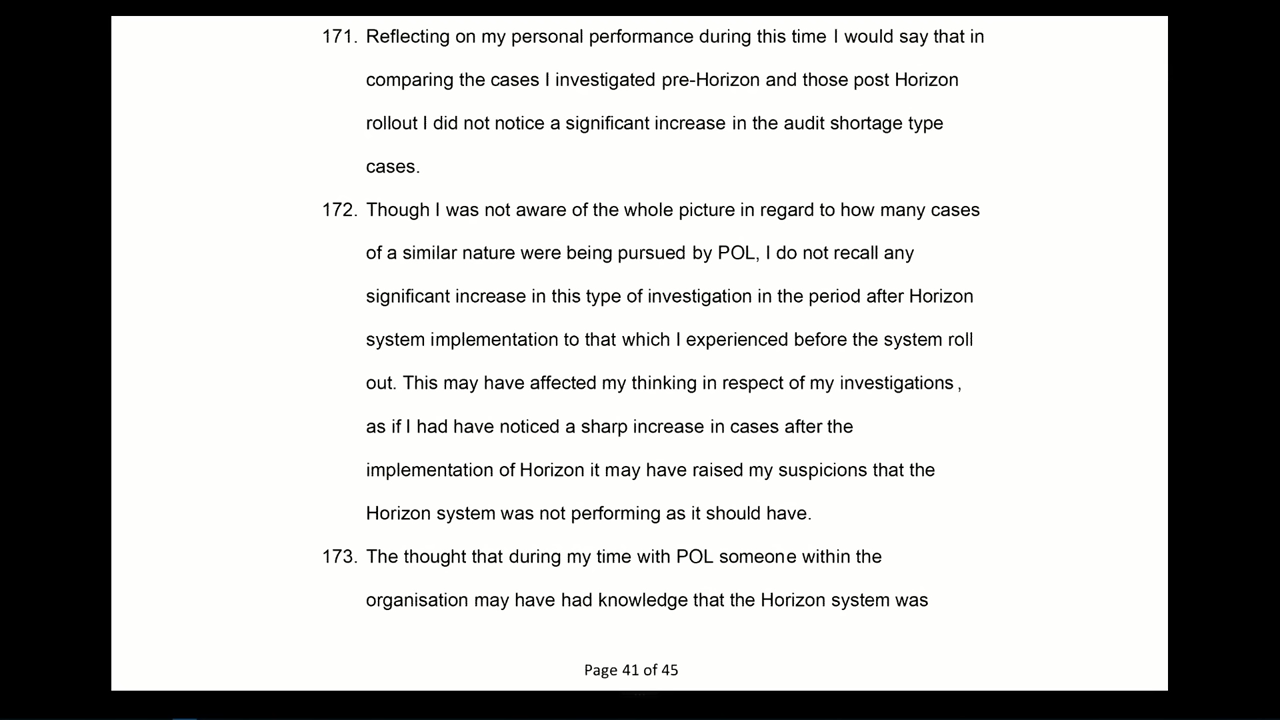 171. Reflecting on my personal performance during this time I would say that in
comparing the cases I investigated pre-Horizon and those post Horizon
rollout I did not notice a significant increase in the audit shortage type
cases.
172. Though I was not aware of the whole picture in regard to how many cases
of a similar nature were being pursued by POL, I do not recall any
significant increase in this type of investigation in the period after Horizon
system implementation to that which I experienced before the system roll
out. This may have affected my thinking in respect of my investigations,
as if I had have noticed a sharp increase in cases after the
implementation of Horizon it may have raised my suspicions that the
Horizon system was not performing as it should have.
173. The thought that during my time with POL someone within the
organisation may have had knowledge that the Horizon system was
Page 41 of 45